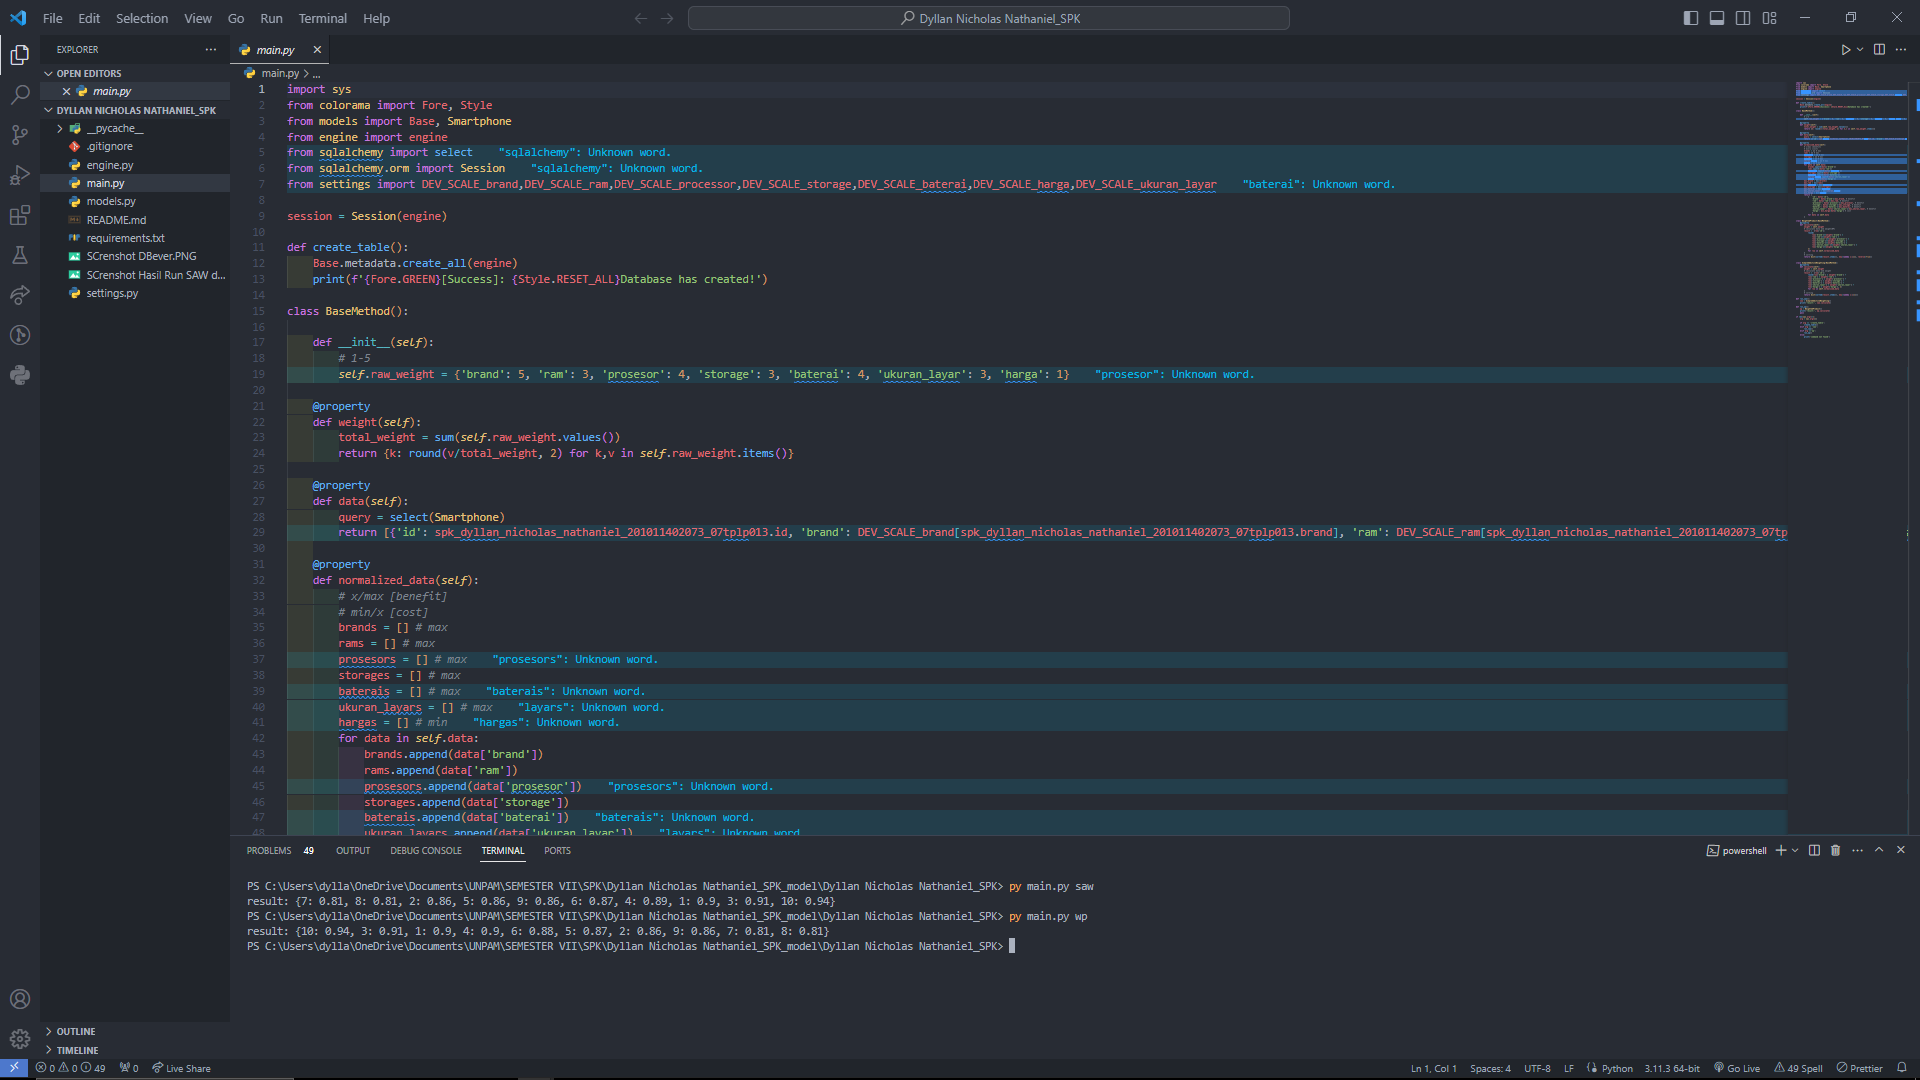 File Edit Selection View Go Run Terminal Help
Dyllan Nicholas Nathaniel_SPK
EXPLORER
OPEN EDITORS
main.py
DYLLAN NICHOLAS NATHANIEL_SPK
__pycache__
.gitignore
engine.py
main.py
models.py
README.md
requirements.txt
SCrenshot DBever.PNG
SCrenshot Hasil Run SAW d...
settings.py
OUTLINE
TIMELINE
main.py
main.py > ...
1 import sys
2 from colorama import Fore, Style
3 from models import Base, Smartphone
4 from engine import engine
5 from sqlalchemy import select "sqlalchemy": Unknown word.
6 from sqlalchemy.orm import Session "sqlalchemy": Unknown word.
7 from settings import DEV_SCALE_brand,DEV_SCALE_ram,DEV_SCALE_processor,DEV_SCALE_storage,DEV_SCALE_baterai,DEV_SCALE_harga,DEV_SCALE_ukuran_layar "baterai": Unknown word.
8
9 session = Session(engine)
10
11 def create_table():
12 Base.metadata.create_all(engine)
13 print(f'{Fore.GREEN}[Success]: {Style.RESET_ALL}Database has created!')
14
15 class BaseMethod():
16
17 def __init__(self):
18 # 1-5
19 self.raw_weight = {'brand': 5, 'ram': 3, 'prosesor': 4, 'storage': 3, 'baterai': 4, 'ukuran_layar': 3, 'harga': 1} "prosesor": Unknown word.
20
21 @property
22 def weight(self):
23 total_weight = sum(self.raw_weight.values())
24 return {k: round(v/total_weight, 2) for k,v in self.raw_weight.items()}
25
26 @property
27 def data(self):
28 query = select(Smartphone)
29 return [{'id': spk_dyllan_nicholas_nathaniel_201011402073_07tplp013.id, 'brand': DEV_SCALE_brand[spk_dyllan_nicholas_nathaniel_201011402073_07tplp013.brand], 'ram': DEV_SCALE_ram[spk_dyllan_nicholas_nathaniel_201011402073_07tp
30
31 @property
32 def normalized_data(self):
33 # x/max [benefit]
34 # min/x [cost]
35 brands = [] # max
36 rams = [] # max
37 prosesors = [] # max "prosesors": Unknown word.
38 storages = [] # max
39 baterais = [] # max "baterais": Unknown word.
40 ukuran_layars = [] # max "layars": Unknown word.
41 hargas = [] # min "hargas": Unknown word.
42 for data in self.data:
43 brands.append(data['brand'])
44 rams.append(data['ram'])
45 prosesors.append(data['prosesor']) "prosesors": Unknown word.
46 storages.append(data['storage'])
47 baterais.append(data['baterai']) "baterais": Unknown word.
48 ukuran_layars.append(data['ukuran_layar']) "layars": Unknown word.
PROBLEMS 49 OUTPUT DEBUG CONSOLE TERMINAL PORTS
powershell
PS C:\Users\dylla\OneDrive\Documents\UNPAM\SEMESTER VII\SPK\Dyllan Nicholas Nathaniel_SPK_model\Dyllan Nicholas Nathaniel_SPK> py main.py saw
result: {7: 0.81, 8: 0.81, 2: 0.86, 5: 0.86, 9: 0.86, 6: 0.87, 4: 0.89, 1: 0.9, 3: 0.91, 10: 0.94}
PS C:\Users\dylla\OneDrive\Documents\UNPAM\SEMESTER VII\SPK\Dyllan Nicholas Nathaniel_SPK_model\Dyllan Nicholas Nathaniel_SPK> py main.py wp
result: {10: 0.94, 3: 0.91, 1: 0.9, 4: 0.9, 6: 0.88, 5: 0.87, 2: 0.86, 9: 0.86, 7: 0.81, 8: 0.81}
PS C:\Users\dylla\OneDrive\Documents\UNPAM\SEMESTER VII\SPK\Dyllan Nicholas Nathaniel_SPK_model\Dyllan Nicholas Nathaniel_SPK>
0 0 49 0 Live Share Ln 1, Col 1 Spaces: 4 UTF-8 LF Python 3.11.3 64-bit Go Live 49 Spell Prettier